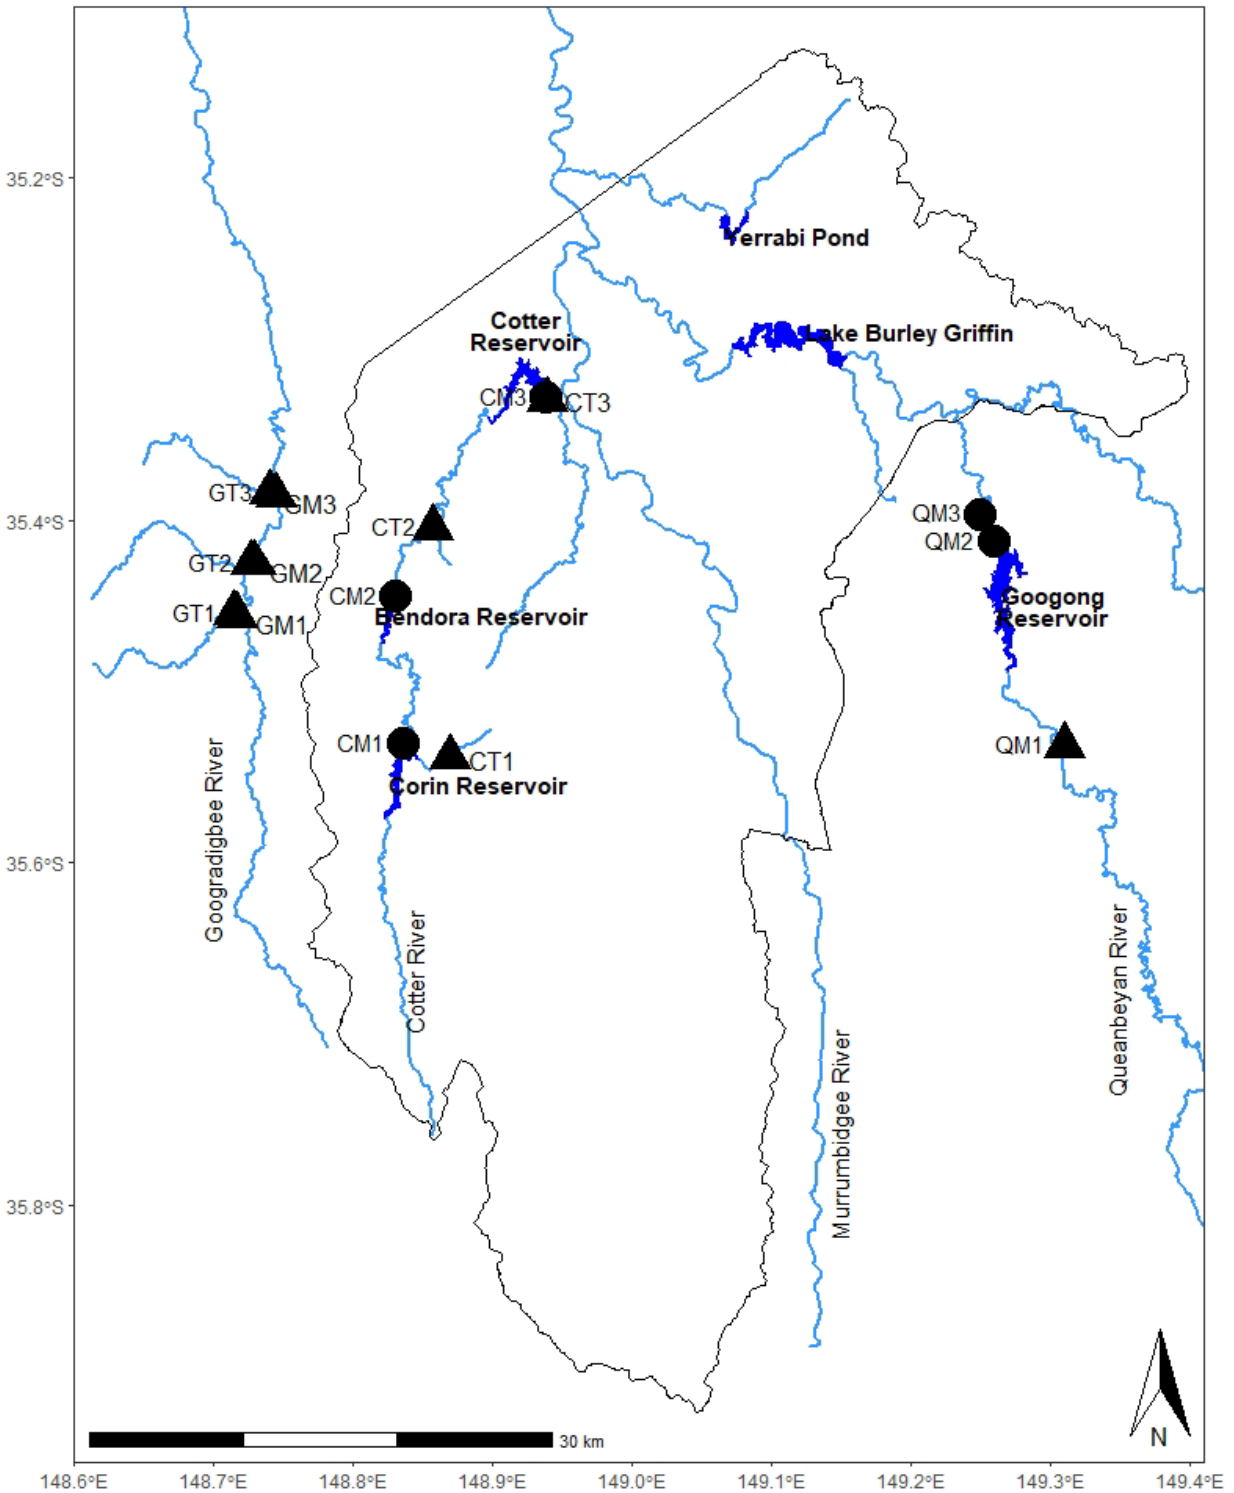 35.2°S
Yerrabi Pond
Cotter
Reservoir
Lake Burley Griffin
CM3
CT3
GT3
GM3
35.4°S
CT2
QM3
QM2
GT2
GM2
CM2
Bendora Reservoir
Googong
Reservoir
GT1
GM1
CM1
CT1
QM1
Corin Reservoir
Googradigbee River
35.6°S
Cotter River
Queanbeyan River
Murrumbidgee River
35.8°S
N
30 km
148.6°E 148.7°E 148.8°E 148.9°E 149.0°E 149.1°E 149.2°E 149.3°E 149.4°E